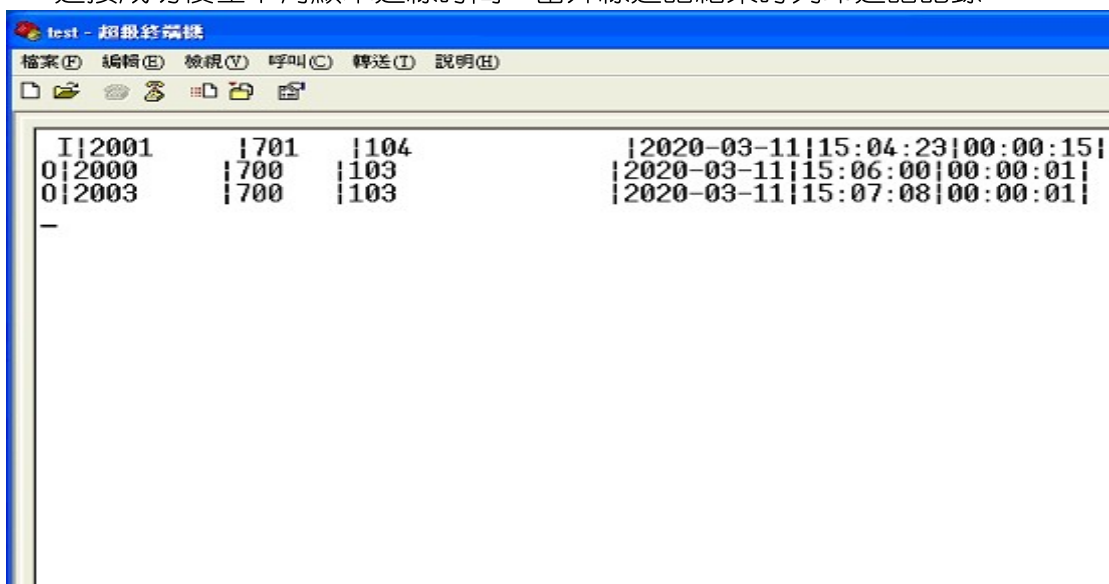 test - 超級終端機
檔案(F) 編輯(E) 檢視(V) 呼叫(C) 轉送(T) 說明(H)
I|2001 |701 |104 |2020-03-11|15:04:23|00:00:15|
O|2000 |700 |103 |2020-03-11|15:06:00|00:00:01|
O|2003 |700 |103 |2020-03-11|15:07:08|00:00:01|
_